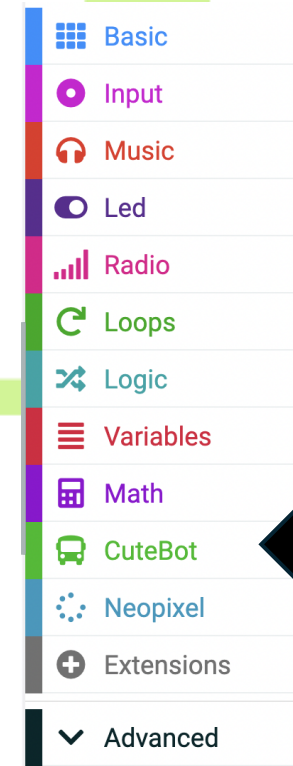 Basic
Input
Music
Led
Radio
Loops
Logic
Variables
Math
CuteBot
Neopixel
Extensions
Advanced